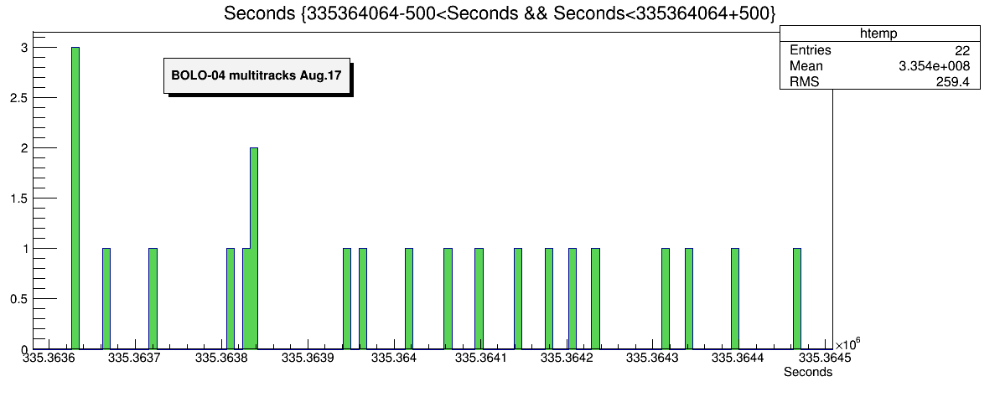 Seconds {335364064-500<Seconds && Seconds<335364064+500}
htemp
Entries 22
Mean 3.354e+008
RMS 259.4
BOLO-04 multitracks Aug.17
3
2.5
2
1.5
1
0.5
0
335.3636 335.3637 335.3638 335.3639 335.364 335.3641 335.3642 335.3643 335.3644 335.3645
×10^6
Seconds